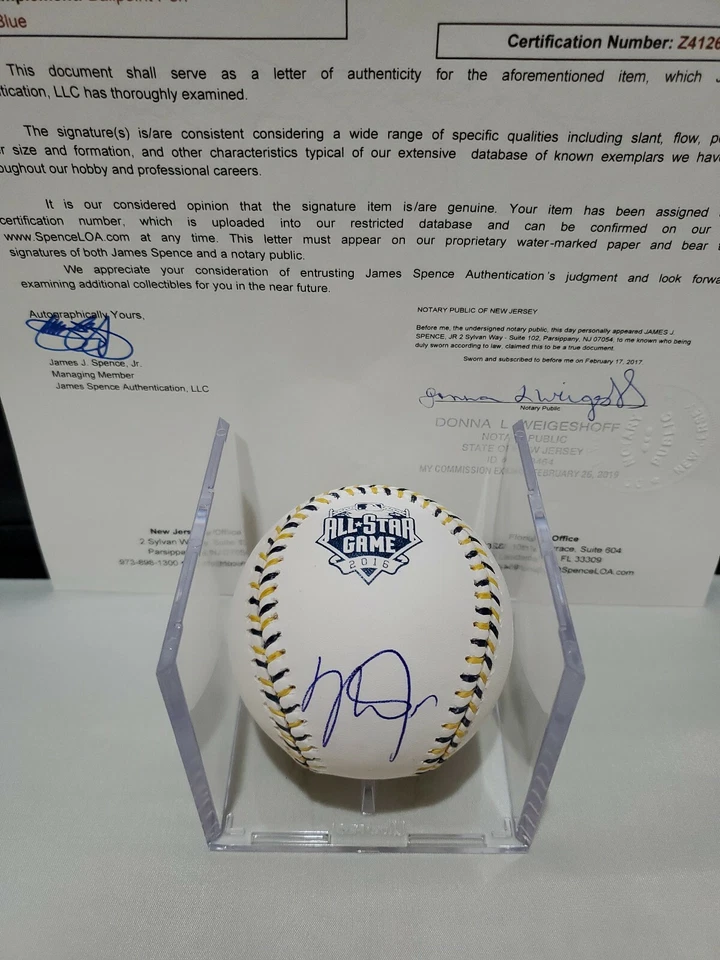 Blue
Certification Number: Z4126
This document shall serve as a letter of authenticity for the aforementioned item, which J
tication, LLC has thoroughly examined.
The signature(s) is/are consistent considering a wide range of specific qualities including slant, flow, p
r size and formation, and other characteristics typical of our extensive database of known exemplars we hav
oughout our hobby and professional careers.
It is our considered opinion that the signature item is/are genuine. Your item has been assigned
certification number, which is uploaded into our restricted database and can be confirmed on our
www.SpenceLOA.com at any time. This letter must appear on our proprietary water-marked paper and bear
signatures of both James Spence and a notary public.
We appreciate your consideration of entrusting James Spence Authentication's judgment and look forwa
examining additional collectibles for you in the near future.
Autographically Yours,
James J. Spence, Jr.
Managing Member
James Spence Authentication, LLC
NOTARY PUBLIC OF NEW JERSEY
Before me, the undersigned notary public, this day personally appeared JAMES J.
SPENCE, JR 2 Sylvan Way - Suite 102, Parsippany, NJ 07054, to me known who being
duly sworn according to law, claimed this to be a true document.
Sworn and subscribed to before me on February 17, 2017
Donna L Weigeshoff
Notary Public
DONNA L. WEIGESHOFF
NOTARY PUBLIC
STATE OF NEW JERSEY
ID #
MY COMMISSION EX FEBRUARY 26, 2019
New Jers Office
2 Sylvan W
Parsipp NJ 070
973-898-1300
Office
rrace, Suite 604
FL 33309
SpenceLOA.com
ALL★STAR
GAME
2016